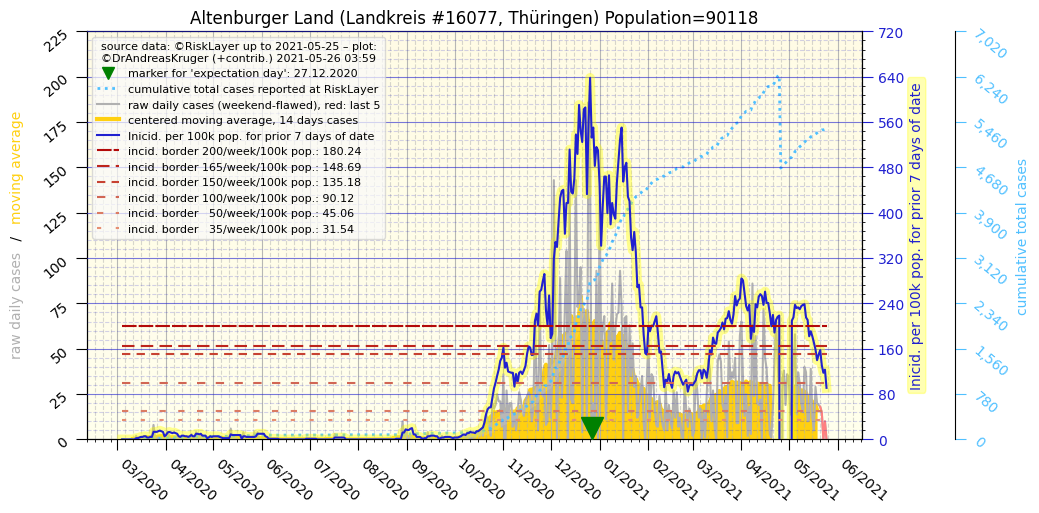 Altenburger Land (Landkreis #16077, Thüringen) Population=90118
source data: ©RiskLayer up to 2021-05-25 – plot:
©DrAndreasKruger (+contrib.) 2021-05-26 03:59
marker for 'expectation day': 27.12.2020
cumulative total cases reported at RiskLayer
raw daily cases (weekend-flawed), red: last 5
centered moving average, 14 days cases
Inicid. per 100k pop. for prior 7 days of date
incid. border 200/week/100k pop.: 180.24
incid. border 165/week/100k pop.: 148.69
incid. border 150/week/100k pop.: 135.18
incid. border 100/week/100k pop.: 90.12
incid. border   50/week/100k pop.: 45.06
incid. border   35/week/100k pop.: 31.54
raw daily cases / moving average
225
200
175
150
125
100
75
50
25
0
03/2020
04/2020
05/2020
06/2020
07/2020
08/2020
09/2020
10/2020
11/2020
12/2020
01/2021
02/2021
03/2021
04/2021
05/2021
06/2021
720
640
560
480
400
320
240
160
80
0
Inicid. per 100k pop. for prior 7 days of date
7,020
6,240
5,460
4,680
3,900
3,120
2,340
1,560
780
0
cumulative total cases